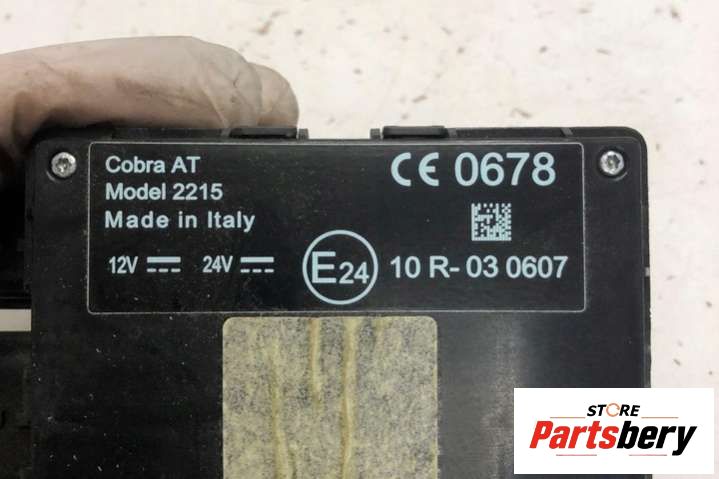 Cobra AT
Model 2215
Made in Italy
CE 0678
12V 24V E24 10 R-03 0607
STORE
Partsbery